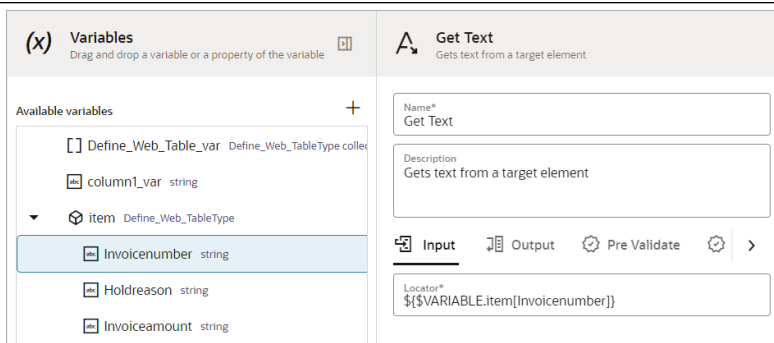 (x) Variables
Drag and drop a variable or a property of the variable
Available variables
[ ] Define_Web_Table_var Define_Web_TableType collec
abc column1_var string
item Define_Web_TableType
abc Invoicenumber string
abc Holdreason string
abc Invoiceamount string
Get Text
Gets text from a target element
Name*
Get Text
Description
Gets text from a target element
Input Output Pre Validate
Locator*
${$VARIABLE.item[Invoicenumber]}